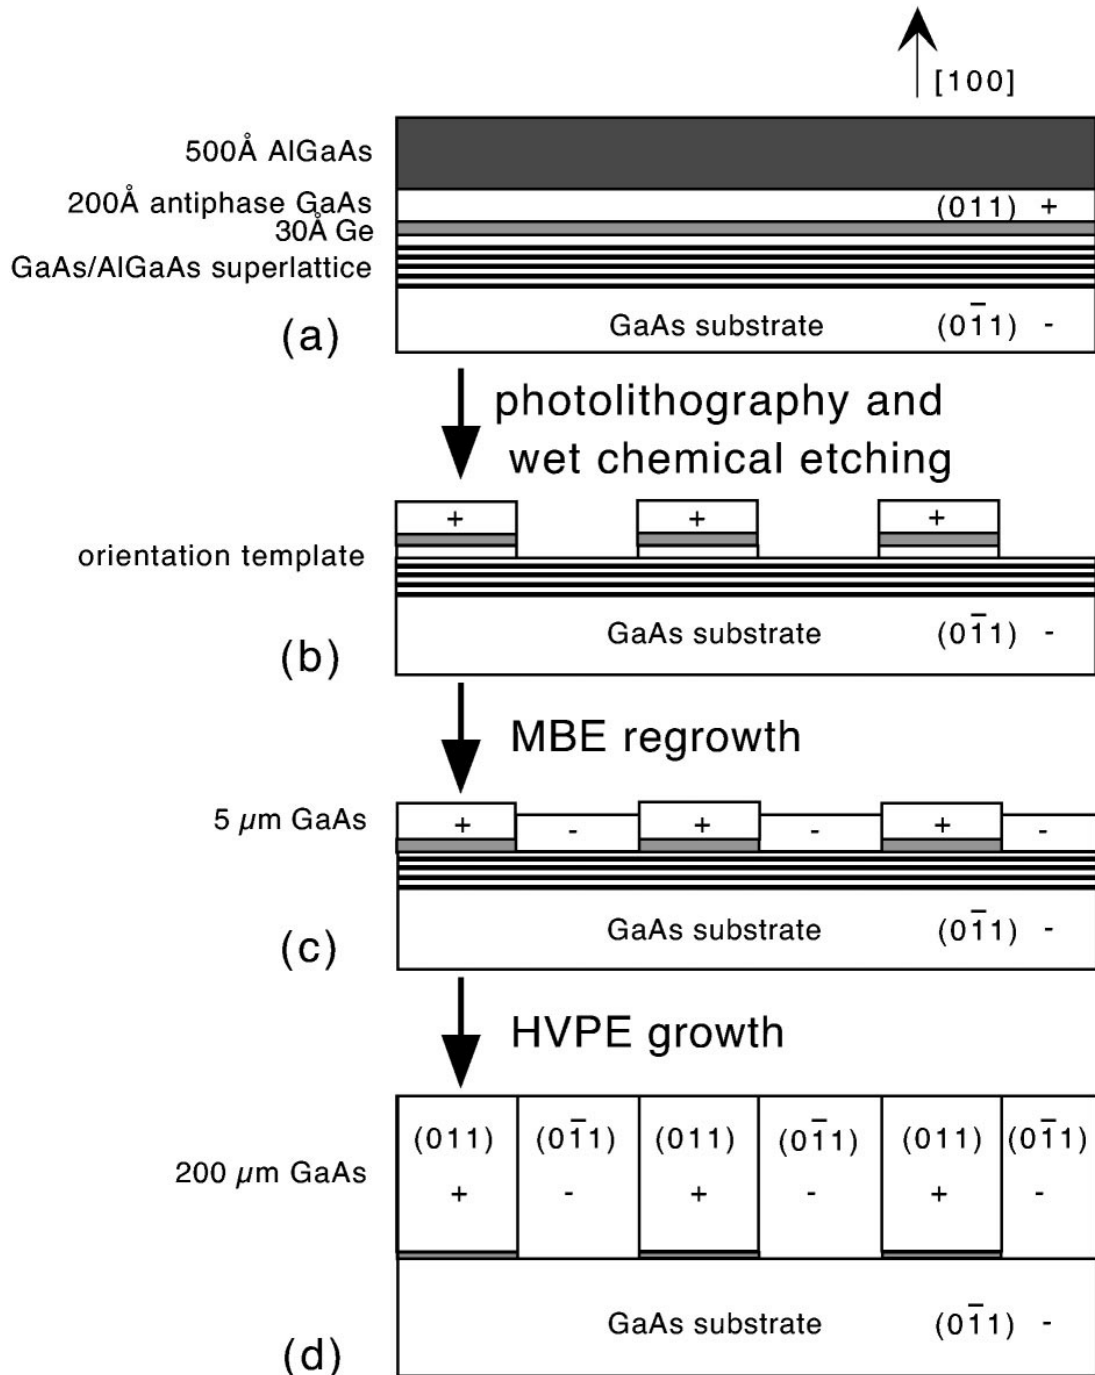 [100]
500Å AlGaAs
200Å antiphase GaAs (011) +
30Å Ge
GaAs/AlGaAs superlattice
GaAs substrate (01̄1) -
(a)
photolithography and
wet chemical etching
+ + +
orientation template
GaAs substrate (01̄1) -
(b)
MBE regrowth
5 µm GaAs + - + - + -
GaAs substrate (01̄1) -
(c)
HVPE growth
(011) (01̄1) (011) (01̄1) (011) (01̄1)
200 µm GaAs + - + - + -
GaAs substrate (01̄1) -
(d)